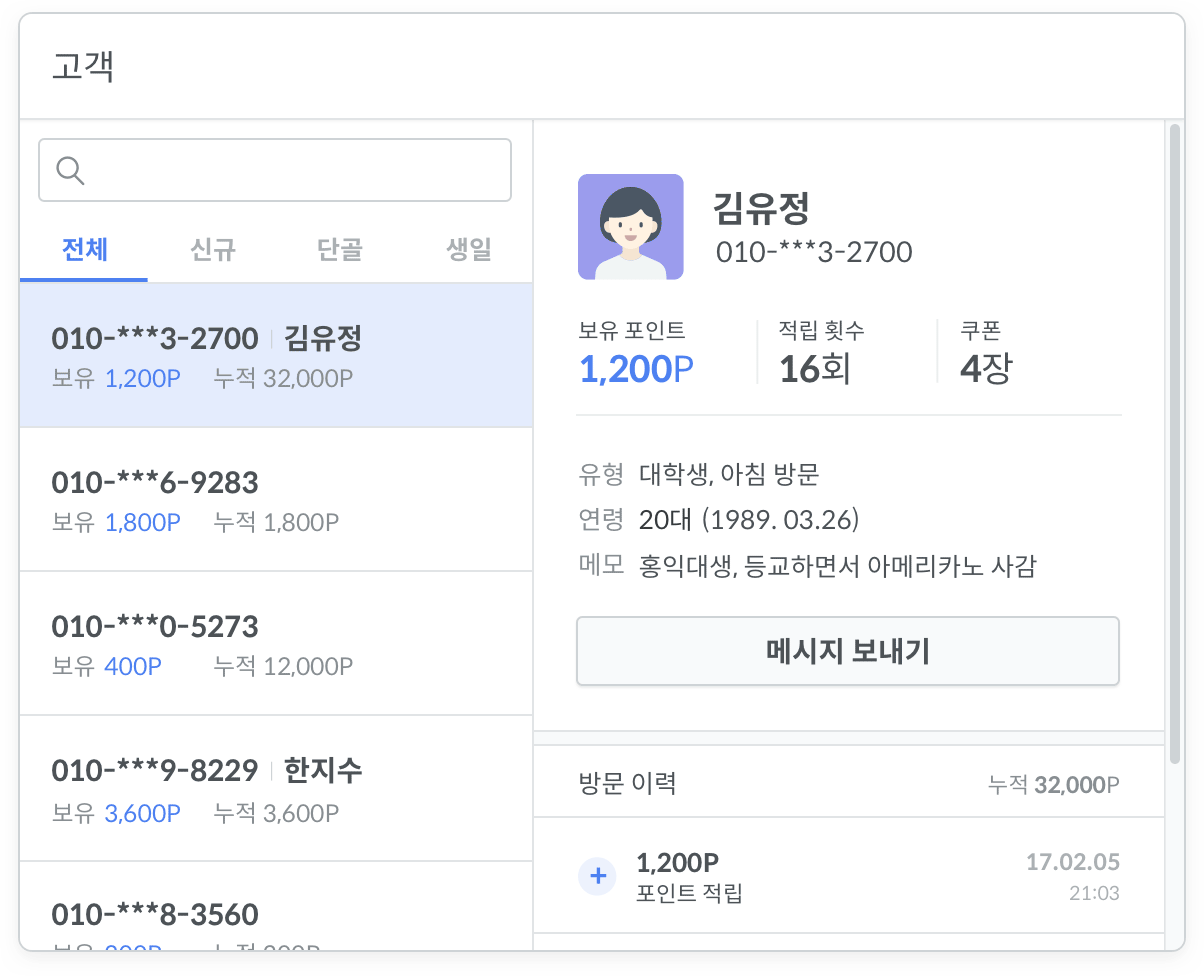 고객
전체 신규 단골 생일
010-***3-2700 김유정
보유 1,200P 누적 32,000P
010-***6-9283
보유 1,800P 누적 1,800P
010-***0-5273
보유 400P 누적 12,000P
010-***9-8229 한지수
보유 3,600P 누적 3,600P
010-***8-3560
김유정
010-***3-2700
보유 포인트 적립 횟수 쿠폰
1,200P 16회 4장
유형 대학생, 아침 방문
연령 20대 (1989. 03.26)
메모 홍익대생, 등교하면서 아메리카노 사감
메시지 보내기
방문 이력 누적 32,000P
+ 1,200P 17.02.05
포인트 적립 21:03